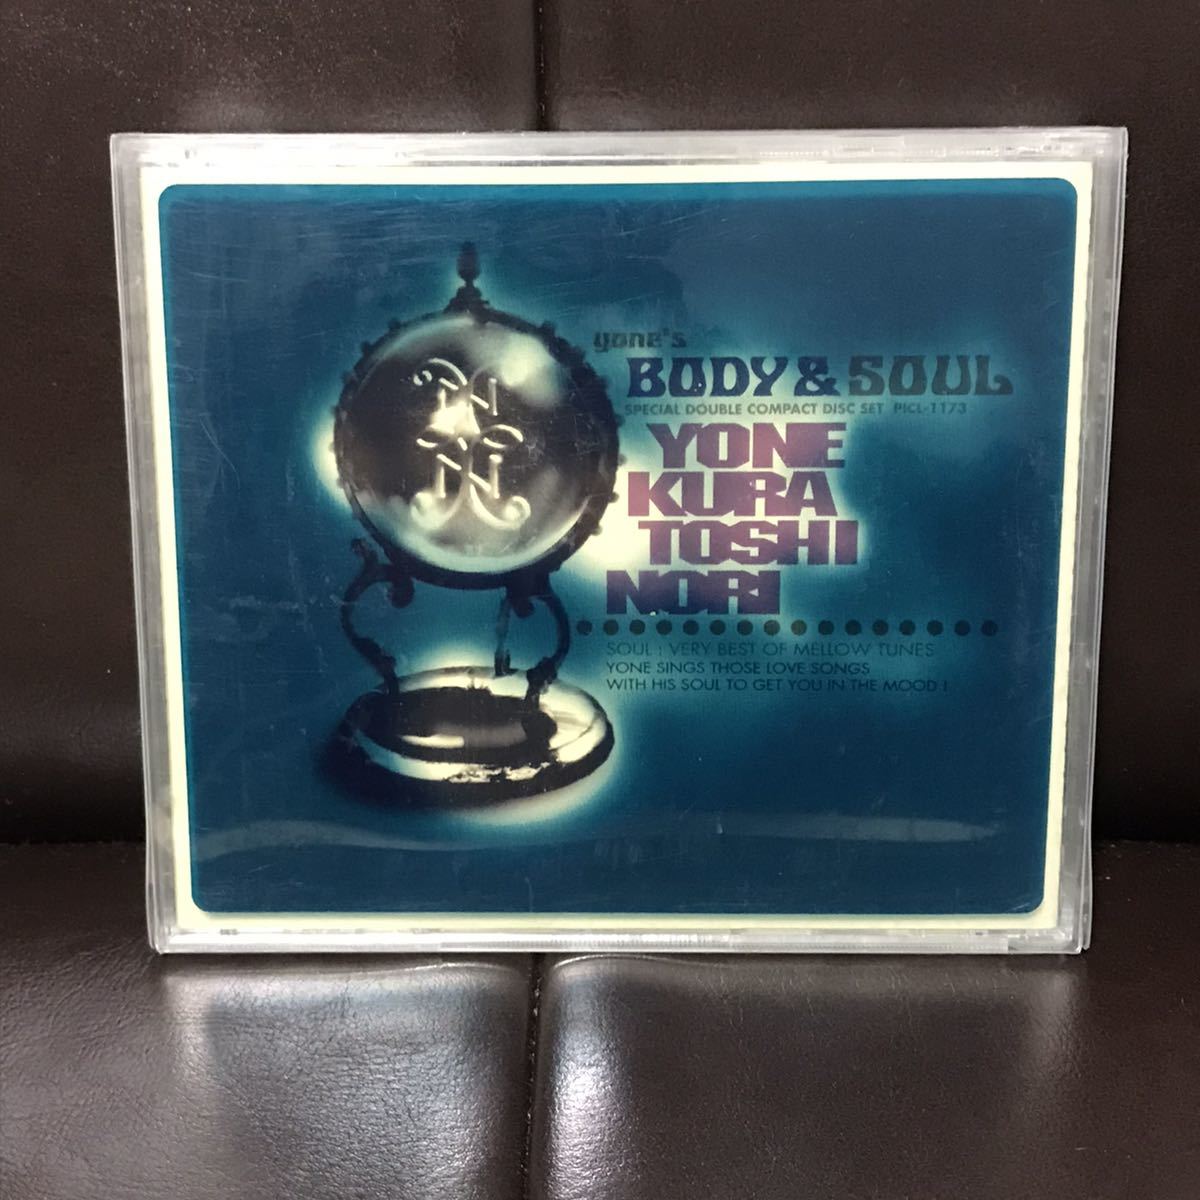 yone's
BODY & SOUL
SPECIAL DOUBLE COMPACT DISC SET PICL-1173
YONE
KURA
TOSHI
NORI
SOUL : VERY BEST OF MELLOW TUNES
YONE SINGS THOSE LOVE SONGS
WITH HIS SOUL TO GET YOU IN THE MOOD !